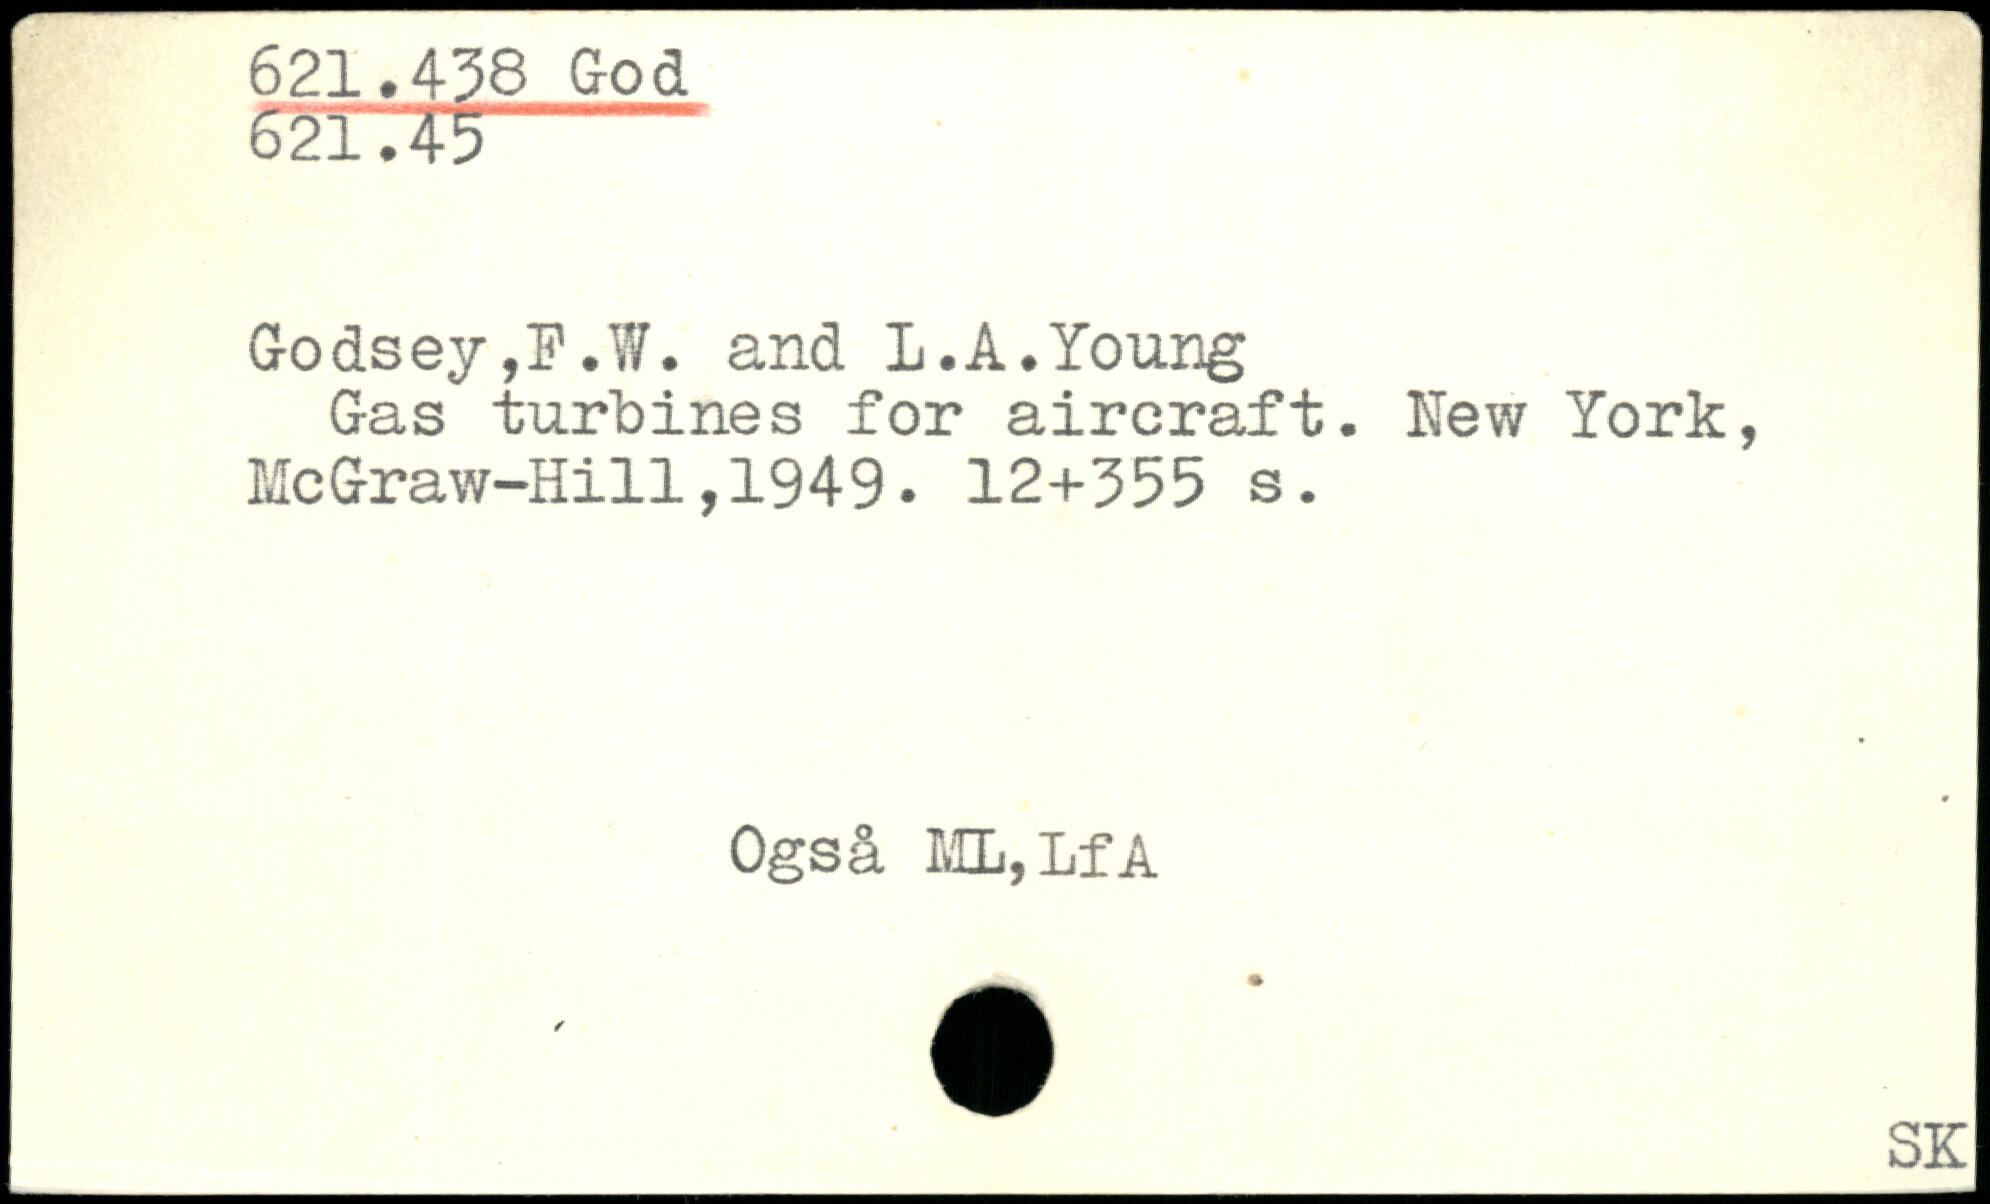 621.438 God
621.45
Godsey,F.W. and L.A.Young
Gas turbines for aircraft. New York,
McGraw-Hill,1949. 12+355 s.
Også ML,LfA
SK